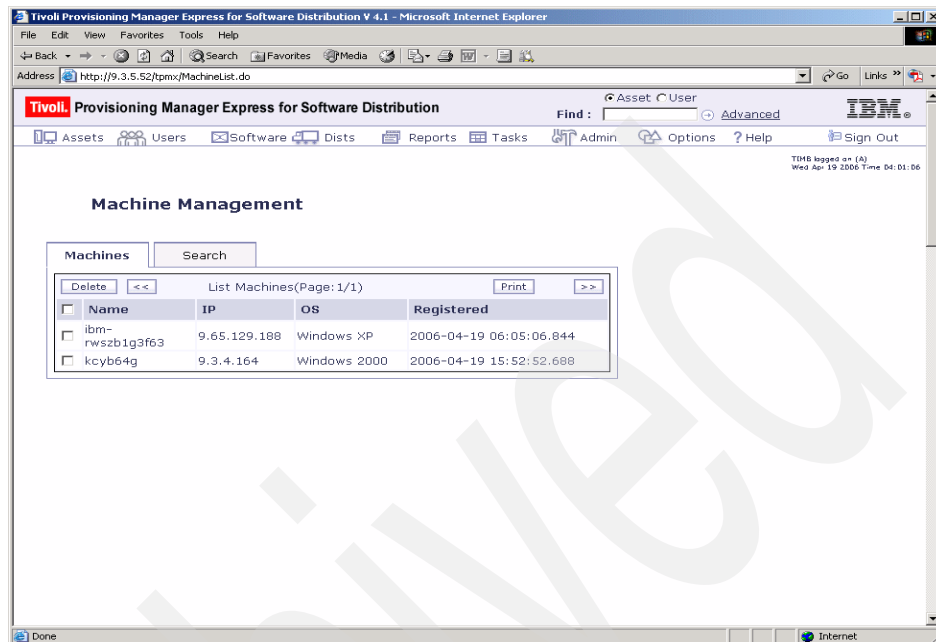 Tivoli Provisioning Manager Express for Software Distribution V 4.1 - Microsoft Internet Explorer
File Edit View Favorites Tools Help
Back Search Favorites Media
Address http://9.3.5.52/tpmx/MachineList.do Go Links »
Tivoli. Provisioning Manager Express for Software Distribution
Asset User
Find : Advanced
IBM®
Assets Users Software Dists Reports Tasks Admin Options ? Help Sign Out
TIMB logged on (A)
Wed Apr 19 2006 Time 04:01:06
Machine Management
Machines Search
Delete << List Machines(Page:1/1) Print >>
Name IP OS Registered
ibm-
rwszb1g3f63 9.65.129.188 Windows XP 2006-04-19 06:05:06.844
kcyb64g 9.3.4.164 Windows 2000 2006-04-19 15:52:52.688
Done Internet